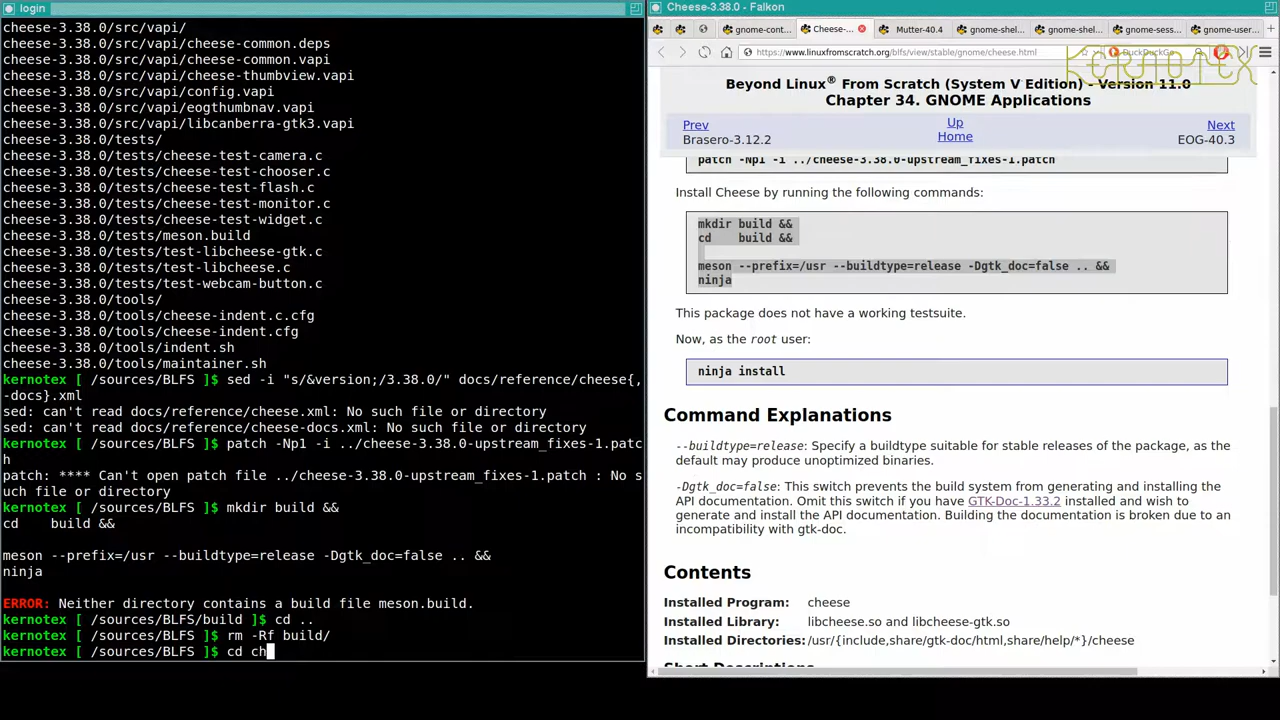 login
cheese-3.38.0/src/vapi/
cheese-3.38.0/src/vapi/cheese-common.deps
cheese-3.38.0/src/vapi/cheese-common.vapi
cheese-3.38.0/src/vapi/cheese-thumbview.vapi
cheese-3.38.0/src/vapi/config.vapi
cheese-3.38.0/src/vapi/eogthumbnav.vapi
cheese-3.38.0/src/vapi/libcanberra-gtk3.vapi
cheese-3.38.0/tests/
cheese-3.38.0/tests/cheese-test-camera.c
cheese-3.38.0/tests/cheese-test-chooser.c
cheese-3.38.0/tests/cheese-test-flash.c
cheese-3.38.0/tests/cheese-test-monitor.c
cheese-3.38.0/tests/cheese-test-widget.c
cheese-3.38.0/tests/meson.build
cheese-3.38.0/tests/test-libcheese-gtk.c
cheese-3.38.0/tests/test-libcheese.c
cheese-3.38.0/tests/test-webcam-button.c
cheese-3.38.0/tools/
cheese-3.38.0/tools/cheese-indent.c.cfg
cheese-3.38.0/tools/cheese-indent.cfg
cheese-3.38.0/tools/indent.sh
cheese-3.38.0/tools/maintainer.sh
kernotex [ /sources/BLFS ]$ sed -i "s/&version;/3.38.0/" docs/reference/cheese{,
-docs}.xml
sed: can't read docs/reference/cheese.xml: No such file or directory
sed: can't read docs/reference/cheese-docs.xml: No such file or directory
kernotex [ /sources/BLFS ]$ patch -Np1 -i ../cheese-3.38.0-upstream_fixes-1.patc
h
patch: **** Can't open patch file ../cheese-3.38.0-upstream_fixes-1.patch : No s
uch file or directory
kernotex [ /sources/BLFS ]$ mkdir build &&
cd    build &&
meson --prefix=/usr --buildtype=release -Dgtk_doc=false .. &&
ninja
ERROR: Neither directory contains a build file meson.build.
kernotex [ /sources/BLFS/build ]$ cd ..
kernotex [ /sources/BLFS ]$ rm -Rf build/
kernotex [ /sources/BLFS ]$ cd ch
Cheese-3.38.0 - Falkon
gnome-cont... Cheese-... Mutter-40.4 gnome-shel... gnome-shel... gnome-sess... gnome-user...
https://www.linuxfromscratch.org/blfs/view/stable/gnome/cheese.html DuckDuckGo
KERNOTEX
Beyond Linux® From Scratch (System V Edition) - Version 11.0
Chapter 34. GNOME Applications
Prev Up Next
Brasero-3.12.2 Home EOG-40.3
patch -Np1 -i ../cheese-3.38.0-upstream_fixes-1.patch
Install Cheese by running the following commands:
mkdir build &&
cd    build &&
meson --prefix=/usr --buildtype=release -Dgtk_doc=false .. &&
ninja
This package does not have a working testsuite.
Now, as the root user:
ninja install
Command Explanations
--buildtype=release: Specify a buildtype suitable for stable releases of the package, as the
default may produce unoptimized binaries.
-Dgtk_doc=false: This switch prevents the build system from generating and installing the
API documentation. Omit this switch if you have GTK-Doc-1.33.2 installed and wish to
generate and install the API documentation. Building the documentation is broken due to an
incompatibility with gtk-doc.
Contents
Installed Program: cheese
Installed Library: libcheese.so and libcheese-gtk.so
Installed Directories: /usr/{include,share/gtk-doc/html,share/help/*}/cheese
Short Descriptions